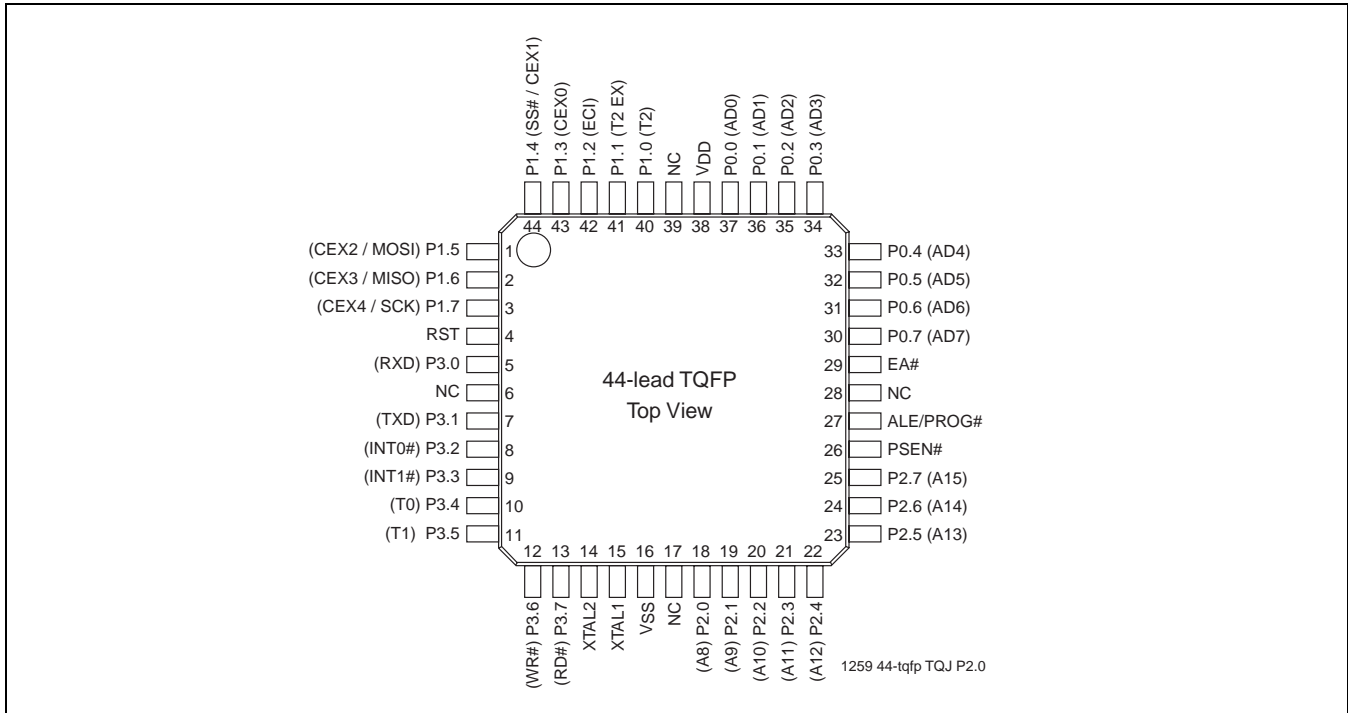 P1.4 (SS# / CEX1)
P1.3 (CEX0)
P1.2 (ECI)
P1.1 (T2 EX)
P1.0 (T2)
NC
VDD
P0.0 (AD0)
P0.1 (AD1)
P0.2 (AD2)
P0.3 (AD3)
44 43 42 41 40 39 38 37 36 35 34
(CEX2 / MOSI) P1.5 1
(CEX3 / MISO) P1.6 2
(CEX4 / SCK) P1.7 3
RST 4
(RXD) P3.0 5
NC 6
(TXD) P3.1 7
(INT0#) P3.2 8
(INT1#) P3.3 9
(T0) P3.4 10
(T1) P3.5 11
44-lead TQFP
Top View
33 P0.4 (AD4)
32 P0.5 (AD5)
31 P0.6 (AD6)
30 P0.7 (AD7)
29 EA#
28 NC
27 ALE/PROG#
26 PSEN#
25 P2.7 (A15)
24 P2.6 (A14)
23 P2.5 (A13)
12 13 14 15 16 17 18 19 20 21 22
(WR#) P3.6
(RD#) P3.7
XTAL2
XTAL1
VSS
NC
(A8) P2.0
(A9) P2.1
(A10) P2.2
(A11) P2.3
(A12) P2.4
1259 44-tqfp TQJ P2.0